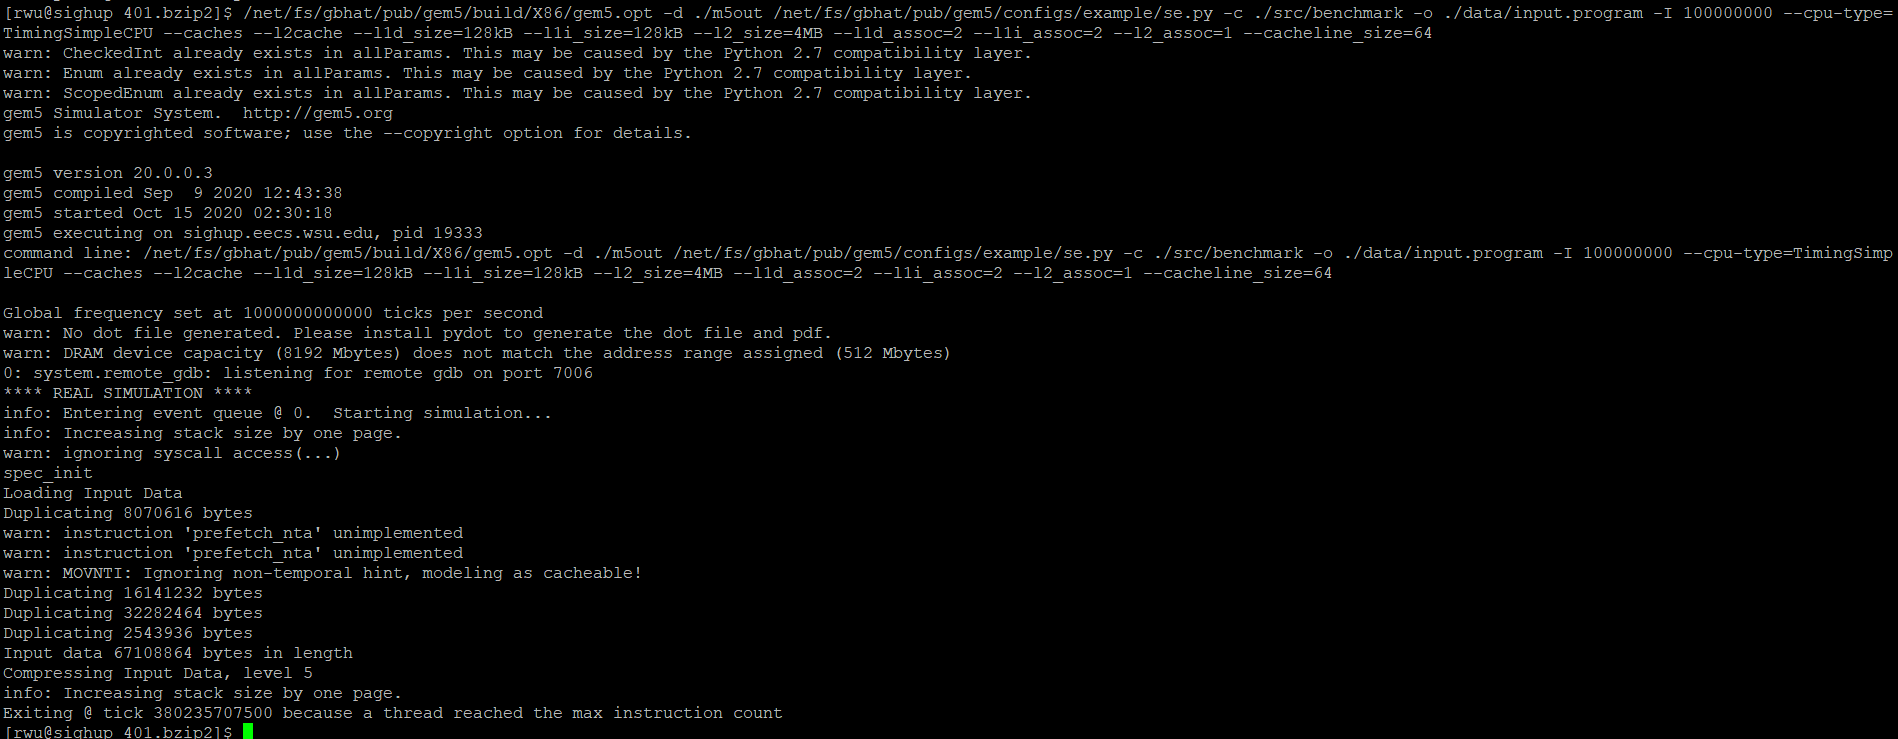 [rwu@sighup 401.bzip2]$ /net/fs/gbhat/pub/gem5/build/X86/gem5.opt -d ./m5out /net/fs/gbhat/pub/gem5/configs/example/se.py -c ./src/benchmark -o ./data/input.program -I 100000000 --cpu-type=
TimingSimpleCPU --caches --l2cache --l1d_size=128kB --l1i_size=128kB --l2_size=4MB --l1d_assoc=2 --l1i_assoc=2 --l2_assoc=1 --cacheline_size=64
warn: CheckedInt already exists in allParams. This may be caused by the Python 2.7 compatibility layer.
warn: Enum already exists in allParams. This may be caused by the Python 2.7 compatibility layer.
warn: ScopedEnum already exists in allParams. This may be caused by the Python 2.7 compatibility layer.
gem5 Simulator System.  http://gem5.org
gem5 is copyrighted software; use the --copyright option for details.
gem5 version 20.0.0.3
gem5 compiled Sep  9 2020 12:43:38
gem5 started Oct 15 2020 02:30:18
gem5 executing on sighup.eecs.wsu.edu, pid 19333
command line: /net/fs/gbhat/pub/gem5/build/X86/gem5.opt -d ./m5out /net/fs/gbhat/pub/gem5/configs/example/se.py -c ./src/benchmark -o ./data/input.program -I 100000000 --cpu-type=TimingSimp
leCPU --caches --l2cache --l1d_size=128kB --l1i_size=128kB --l2_size=4MB --l1d_assoc=2 --l1i_assoc=2 --l2_assoc=1 --cacheline_size=64
Global frequency set at 1000000000000 ticks per second
warn: No dot file generated. Please install pydot to generate the dot file and pdf.
warn: DRAM device capacity (8192 Mbytes) does not match the address range assigned (512 Mbytes)
0: system.remote_gdb: listening for remote gdb on port 7006
**** REAL SIMULATION ****
info: Entering event queue @ 0.  Starting simulation...
info: Increasing stack size by one page.
warn: ignoring syscall access(...)
spec_init
Loading Input Data
Duplicating 8070616 bytes
warn: instruction 'prefetch_nta' unimplemented
warn: instruction 'prefetch_nta' unimplemented
warn: MOVNTI: Ignoring non-temporal hint, modeling as cacheable!
Duplicating 16141232 bytes
Duplicating 32282464 bytes
Duplicating 2543936 bytes
Input data 67108864 bytes in length
Compressing Input Data, level 5
info: Increasing stack size by one page.
Exiting @ tick 380235707500 because a thread reached the max instruction count
[rwu@sighup 401.bzip2]$